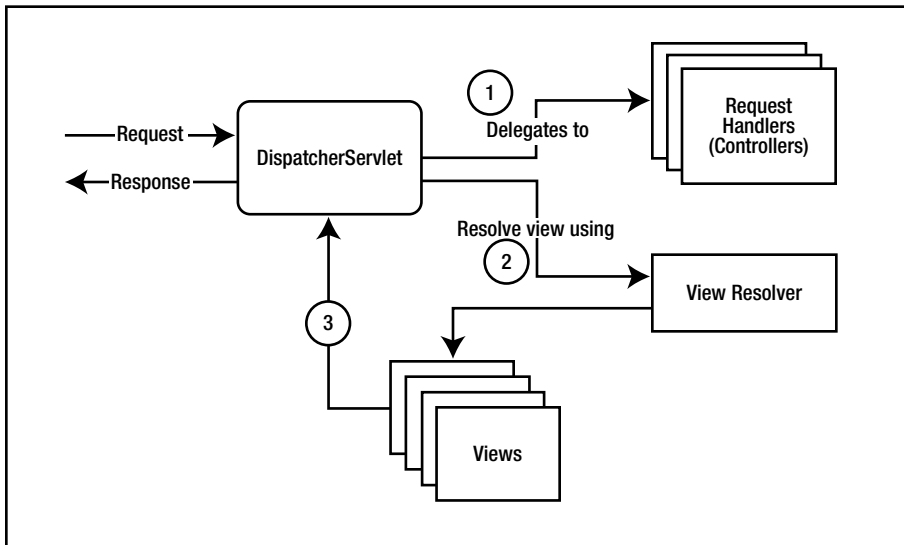 1
Delegates to
Request
Handlers
(Controllers)
Request
DispatcherServlet
Response
Resolve view using
2
View Resolver
3
Views